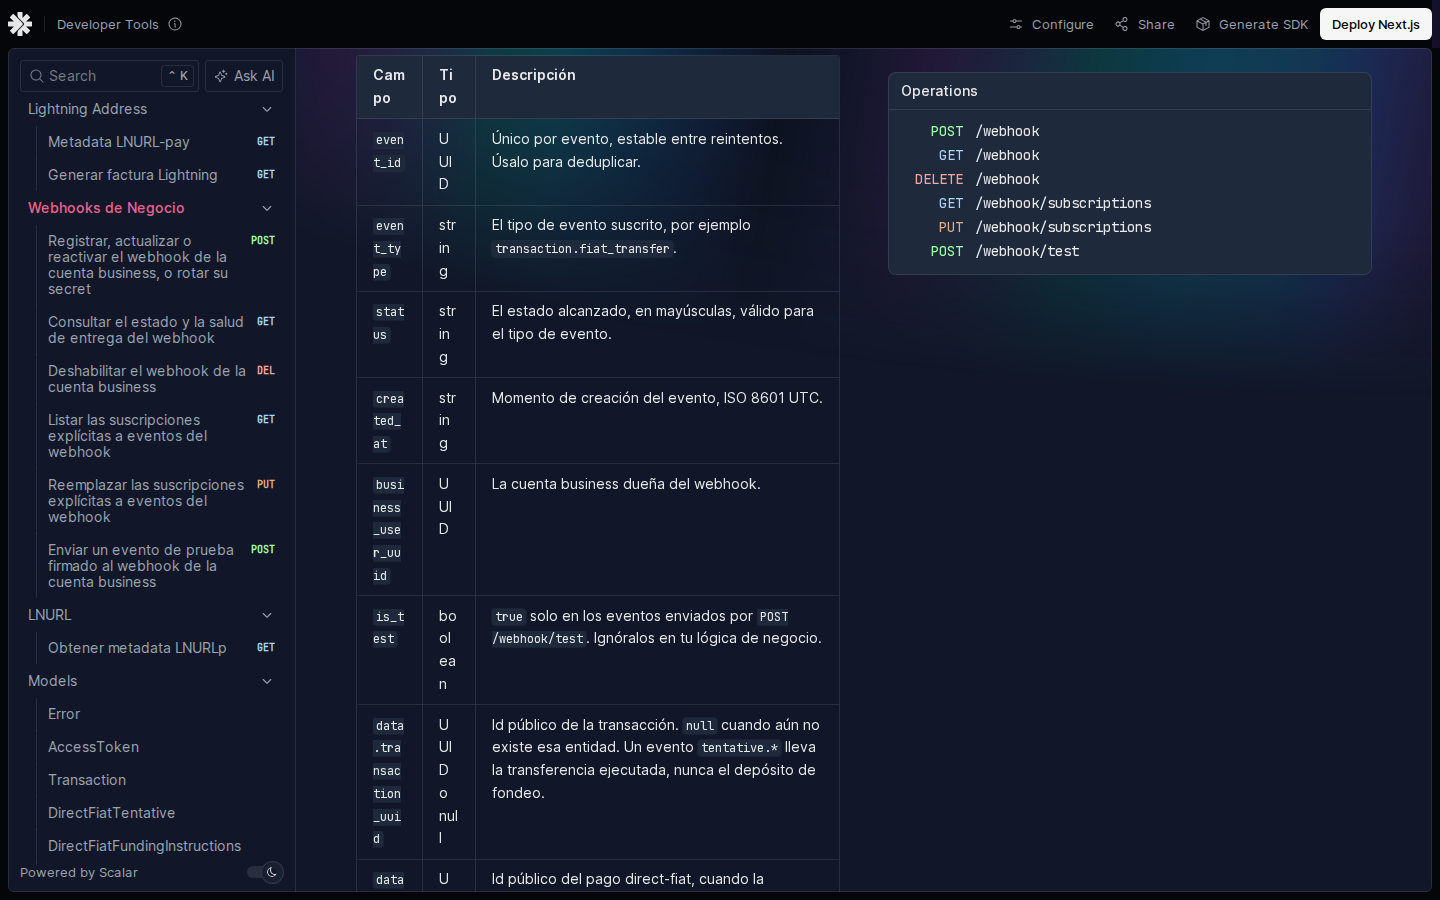 Developer Tools
Configure
Share
Generate SDK
Deploy Next.js
Search
⌃ K
Ask AI
Lightning Address
Metadata LNURL-pay GET
Generar factura Lightning GET
Webhooks de Negocio
Registrar, actualizar o POST
reactivar el webhook de la
cuenta business, o rotar su
secret
Consultar el estado y la salud GET
de entrega del webhook
Deshabilitar el webhook de la DEL
cuenta business
Listar las suscripciones GET
explícitas a eventos del
webhook
Reemplazar las suscripciones PUT
explícitas a eventos del
webhook
Enviar un evento de prueba POST
firmado al webhook de la
cuenta business
LNURL
Obtener metadata LNURLp GET
Models
Error
AccessToken
Transaction
DirectFiatTentative
DirectFiatFundingInstructions
Powered by Scalar
Cam
po
Ti
po
Descripción
even
t_id
U
UI
D
Único por evento, estable entre reintentos.
Úsalo para deduplicar.
even
t_ty
pe
str
in
g
El tipo de evento suscrito, por ejemplo
transaction.fiat_transfer.
stat
us
str
in
g
El estado alcanzado, en mayúsculas, válido para
el tipo de evento.
crea
ted_
at
str
in
g
Momento de creación del evento, ISO 8601 UTC.
busi
ness
_use
r_uu
id
U
UI
D
La cuenta business dueña del webhook.
is_t
est
bo
ol
ea
n
true solo en los eventos enviados por POST
/webhook/test. Ignóralos en tu lógica de negocio.
data
.tra
nsac
tion
_uui
d
U
UI
D
o
nul
l
Id público de la transacción. null cuando aún no
existe esa entidad. Un evento tentative.* lleva
la transferencia ejecutada, nunca el depósito de
fondeo.
data
U
Id público del pago direct-fiat, cuando la
Operations
POST /webhook
GET /webhook
DELETE /webhook
GET /webhook/subscriptions
PUT /webhook/subscriptions
POST /webhook/test